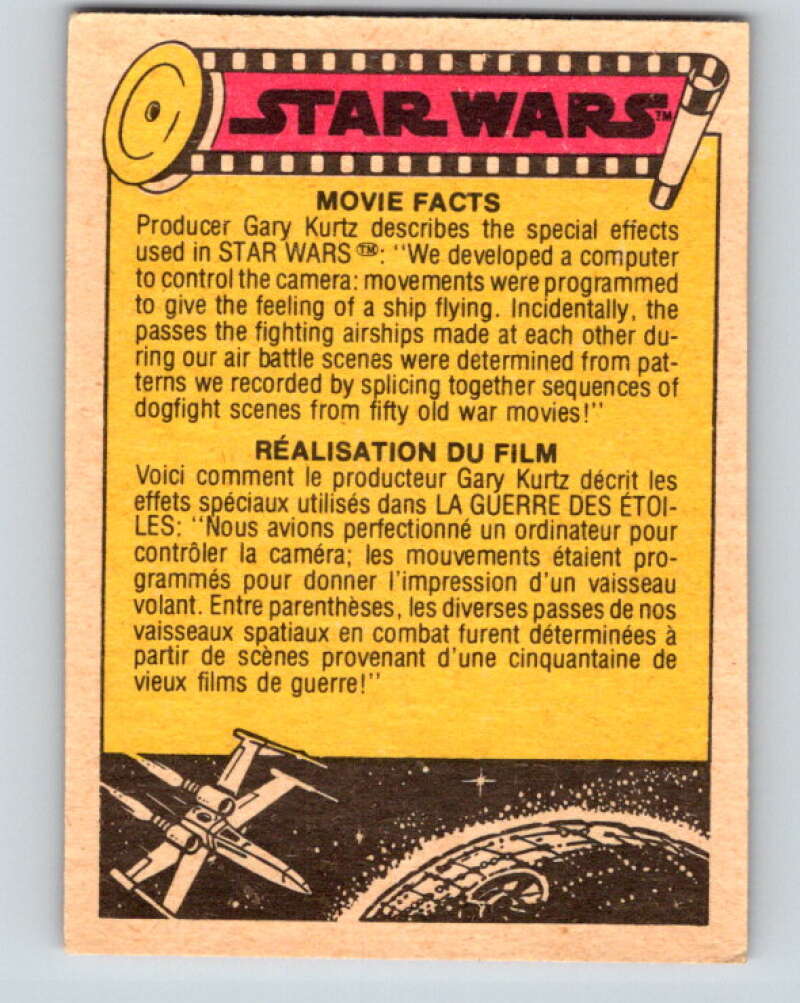 STAR WARS™
MOVIE FACTS
Producer Gary Kurtz describes the special effects
used in STAR WARS™: "We developed a computer
to control the camera: movements were programmed
to give the feeling of a ship flying. Incidentally, the
passes the fighting airships made at each other du-
ring our air battle scenes were determined from pat-
terns we recorded by splicing together sequences of
dogfight scenes from fifty old war movies!"
RÉALISATION DU FILM
Voici comment le producteur Gary Kurtz décrit les
effets spéciaux utilisés dans LA GUERRE DES ÉTOI-
LES: "Nous avions perfectionné un ordinateur pour
contrôler la caméra; les mouvements étaient pro-
grammés pour donner l'impression d'un vaisseau
volant. Entre parenthèses, les diverses passes de nos
vaisseaux spatiaux en combat furent déterminées à
partir de scènes provenant d'une cinquantaine de
vieux films de guerre!"